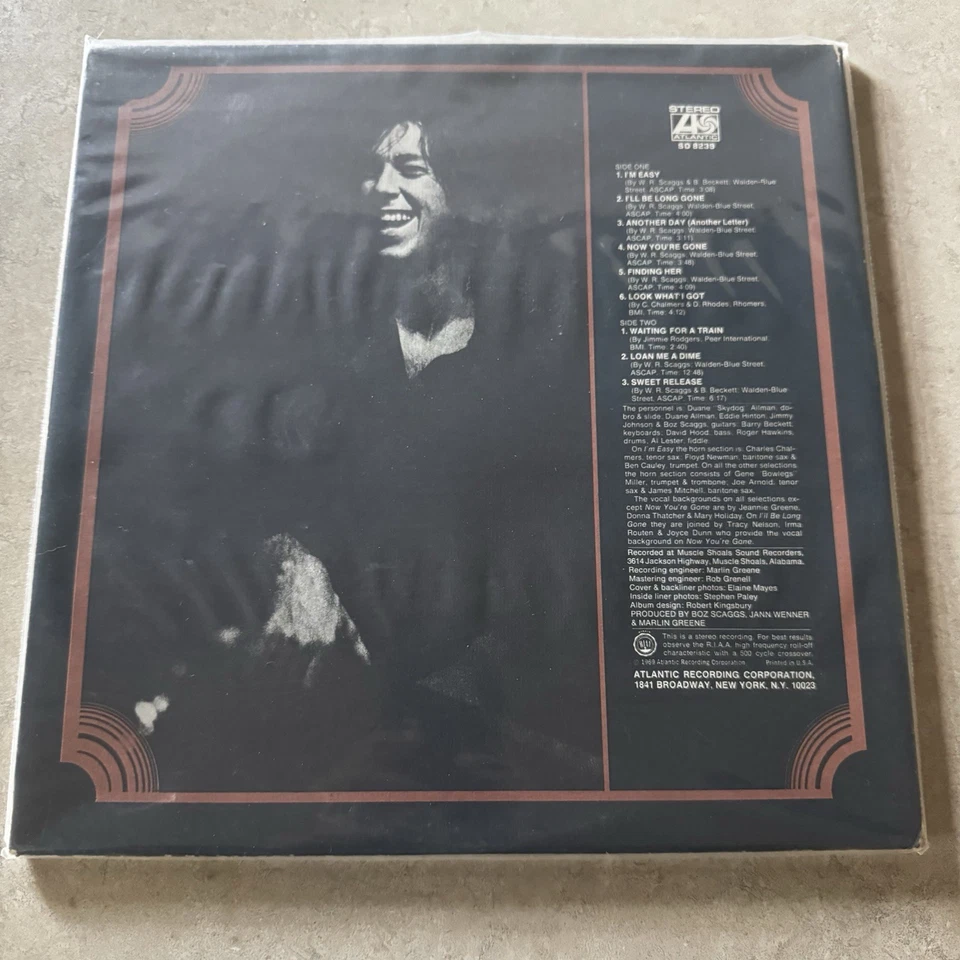 STEREO
ATLANTIC
SD 8239
SIDE ONE
1. I'M EASY
(By W. R. Scaggs & B. Beckett; Walden-Blue
Street, ASCAP. Time: 3:08)
2. I'LL BE LONG GONE
(By W. R. Scaggs; Walden-Blue Street,
ASCAP. Time: 4:00)
3. ANOTHER DAY (Another Letter)
(By W. R. Scaggs; Walden-Blue Street,
ASCAP. Time: 3:11)
4. NOW YOU'RE GONE
(By W. R. Scaggs; Walden-Blue Street,
ASCAP. Time: 3:48)
5. FINDING HER
(By W. R. Scaggs; Walden-Blue Street,
ASCAP. Time: 4:09)
6. LOOK WHAT I GOT
(By C. Chalmers & D. Rhodes; Rhomers,
BMI. Time: 4:12)
SIDE TWO
1. WAITING FOR A TRAIN
(By Jimmie Rodgers; Peer International,
BMI. Time: 2:40)
2. LOAN ME A DIME
(By W. R. Scaggs; Walden-Blue Street,
ASCAP. Time: 12:48)
3. SWEET RELEASE
(By W. R. Scaggs & B. Beckett; Walden-Blue
Street, ASCAP. Time: 6:17)
The personnel is: Duane "Skydog" Allman, do-
bro & slide; Duane Allman, Eddie Hinton, Jimmy
Johnson & Boz Scaggs, guitars; Barry Beckett,
keyboards; David Hood, bass; Roger Hawkins,
drums; Al Lester, fiddle.
On I'm Easy the horn section is: Charles Chal-
mers, tenor sax; Floyd Newman, baritone sax &
Ben Cauley, trumpet. On all the other selections
the horn section consists of Gene "Bowlegs"
Miller, trumpet & trombone; Joe Arnold, tenor
sax & James Mitchell, baritone sax.
The vocal backgrounds on all selections ex-
cept Now You're Gone are by Jeannie Greene,
Donna Thatcher & Mary Holiday. On I'll Be Long
Gone they are joined by Tracy Nelson, Irma
Routen & Joyce Dunn who provide the vocal
background on Now You're Gone.
Recorded at Muscle Shoals Sound Recorders,
3614 Jackson Highway, Muscle Shoals, Alabama.
Recording engineer: Marlin Greene
Mastering engineer: Rob Grenell
Cover & backliner photos: Elaine Mayes
Inside liner photos: Stephen Paley
Album design: Robert Kingsbury
PRODUCED BY BOZ SCAGGS, JANN WENNER
& MARLIN GREENE
This is a stereo recording. For best results
observe the R.I.A.A. high frequency roll-off
characteristic with a 500 cycle crossover.
© 1969 Atlantic Recording Corporation Printed in U.S.A.
ATLANTIC RECORDING CORPORATION,
1841 BROADWAY, NEW YORK, N.Y. 10023